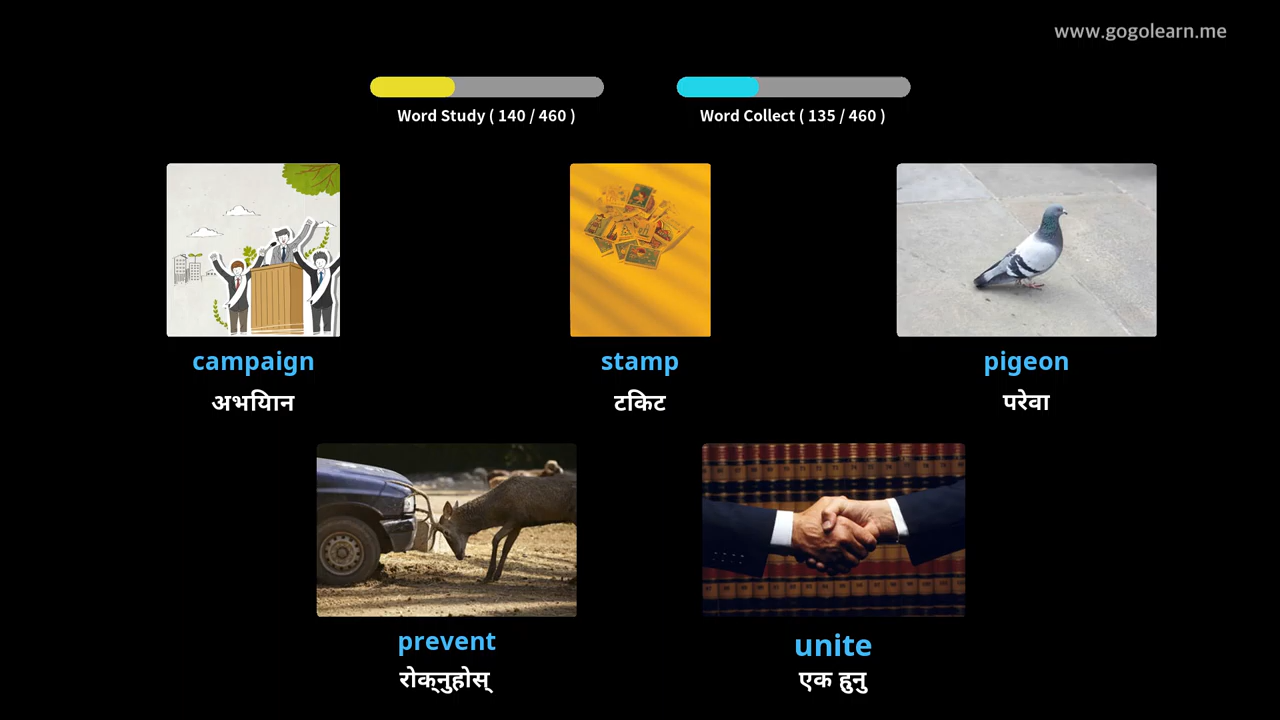 www.gogolearn.me
Word Study ( 140 / 460 )
Word Collect ( 135 / 460 )
campaign
अभियान
stamp
टिकट
pigeon
परेवा
prevent
रोक्नुहोस्
unite
एक हुनु